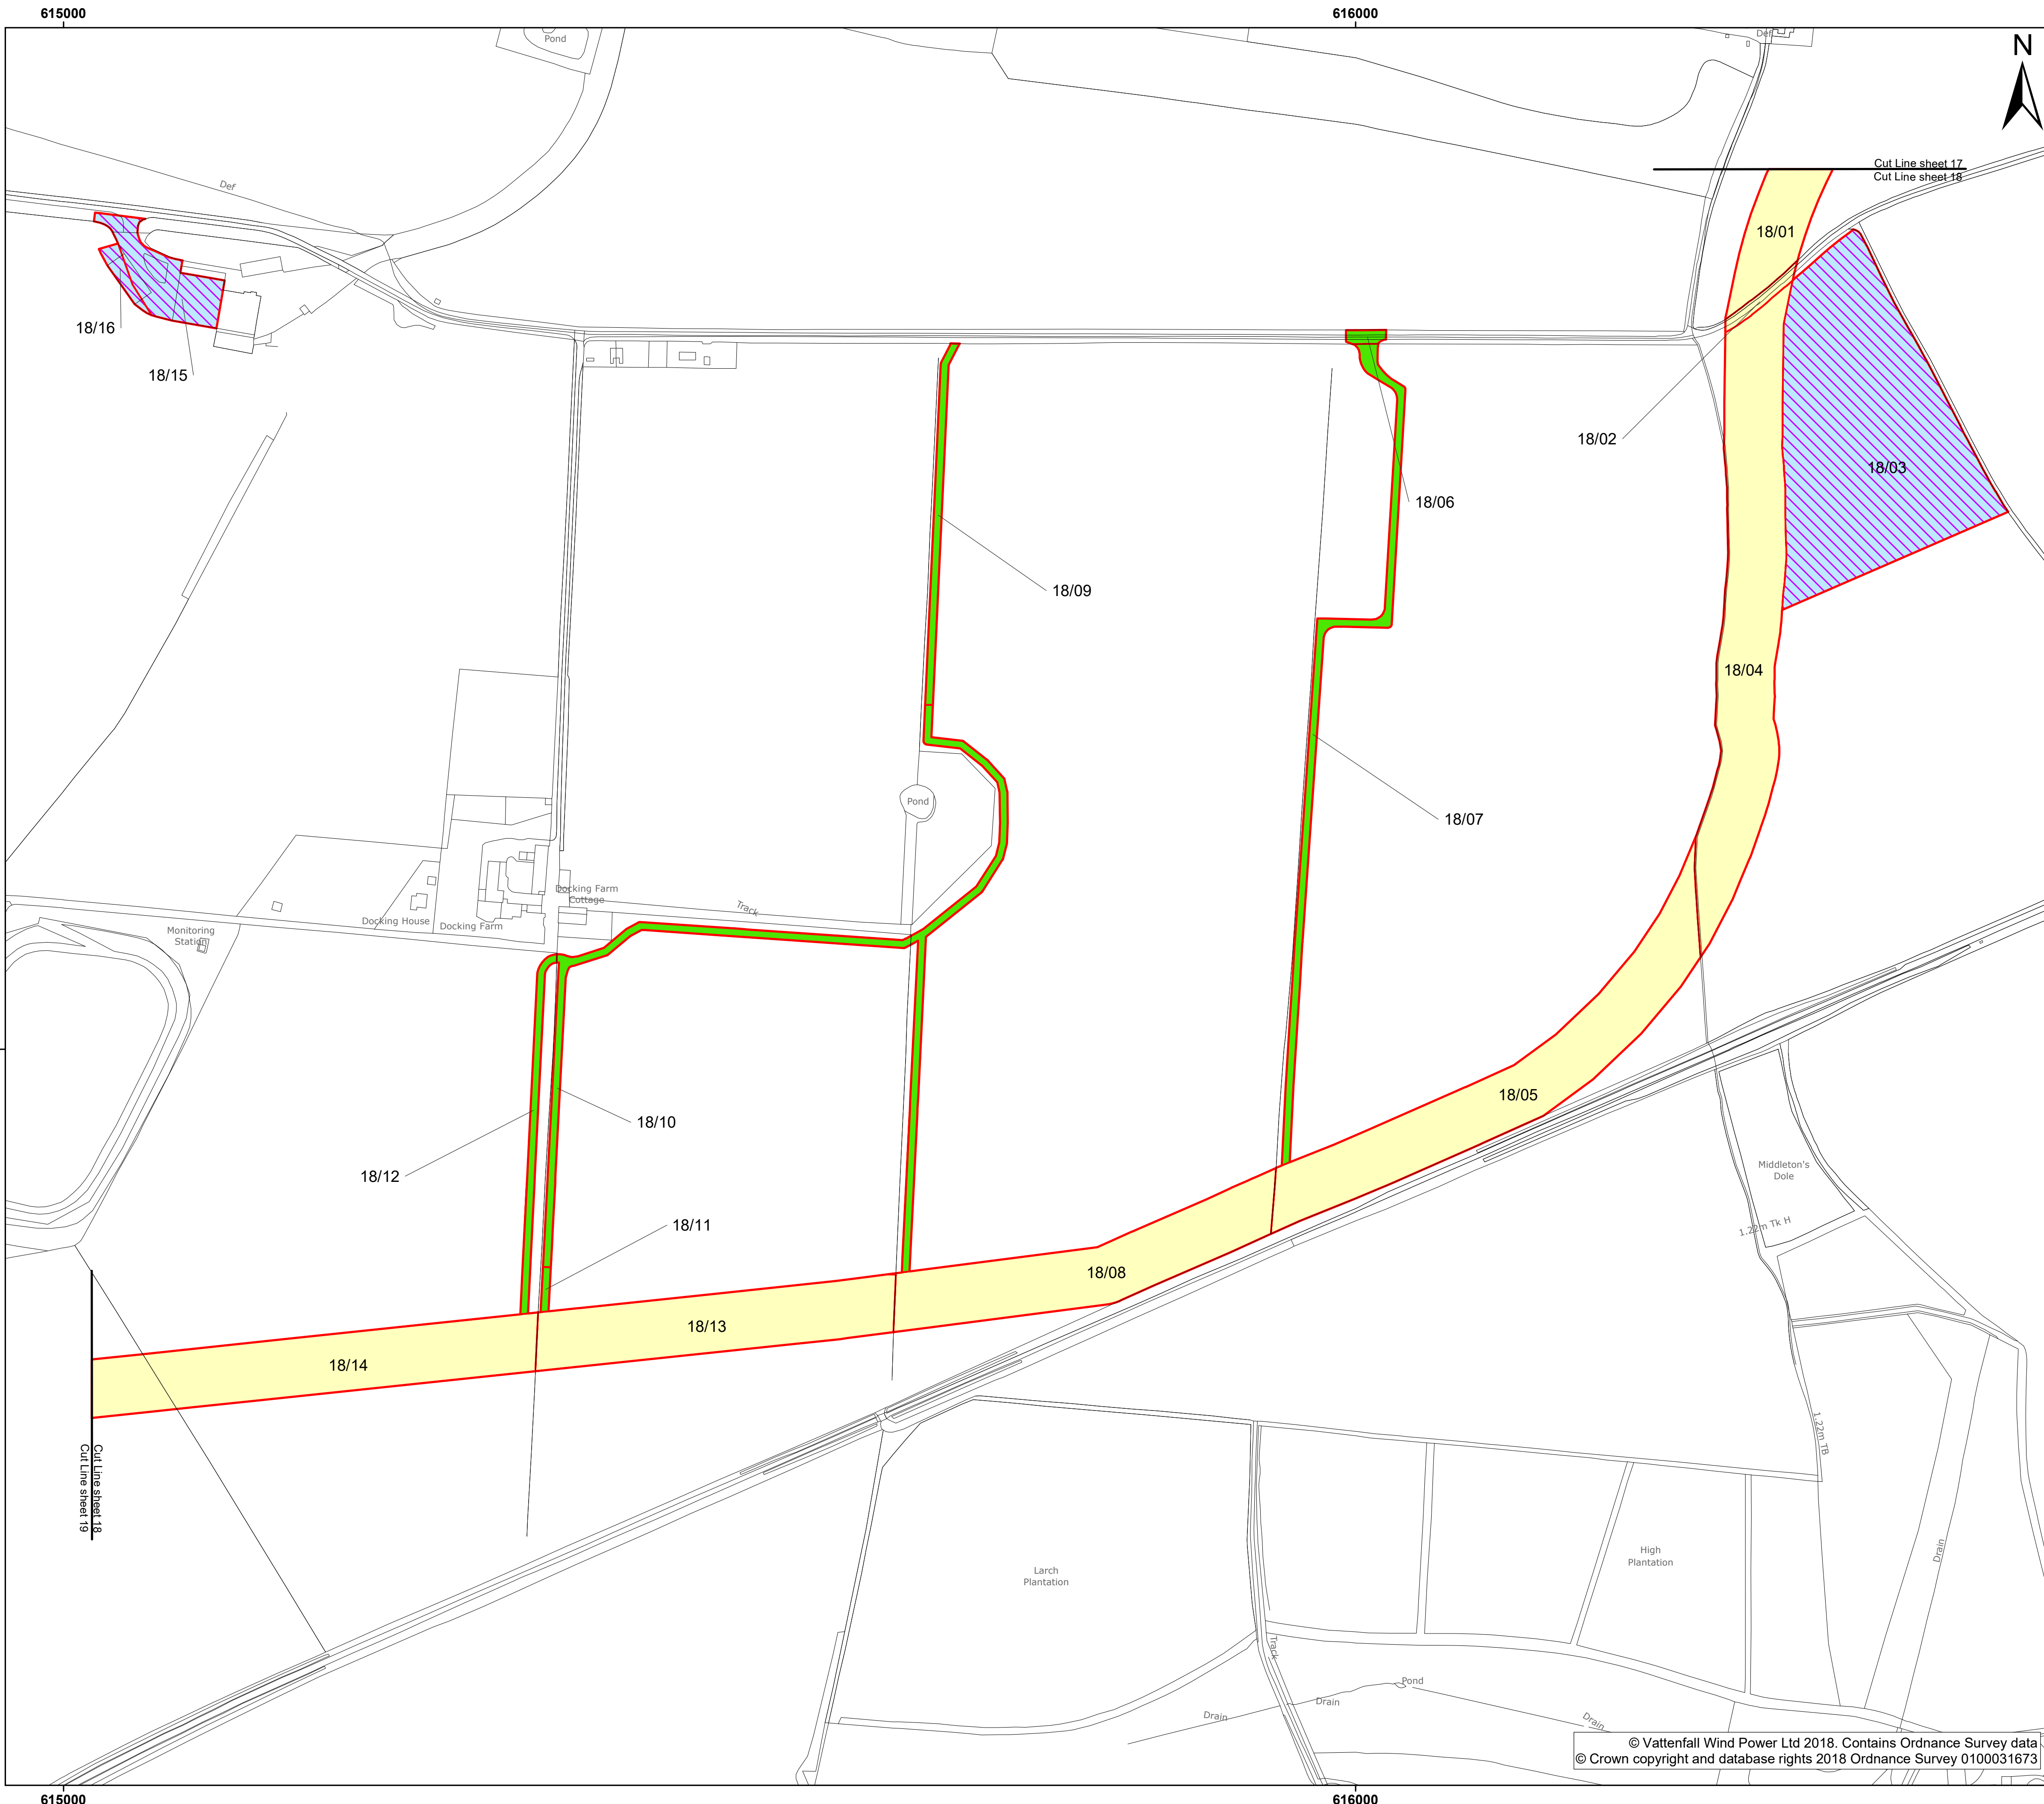 615000
616000
Pond
Def
N
Cut Line sheet 17
Cut Line sheet 18
Def
18/01
18/16
18/15
18/02
18/03
18/06
18/09
18/04
Pond
18/07
Docking Farm
Cottage
Track
Docking House
Docking Farm
Monitoring
Station
18/05
18/10
18/12
Middleton's
Dole
18/11
1.22m Tk H
18/08
18/13
18/14
1.22m TB
Cut Line sheet 18
Cut Line sheet 19
Larch
Plantation
High
Plantation
Drain
Track
Pond
Drain
Drain
Drain
© Vattenfall Wind Power Ltd 2018. Contains Ordnance Survey data
© Crown copyright and database rights 2018 Ordnance Survey 0100031673
615000
616000